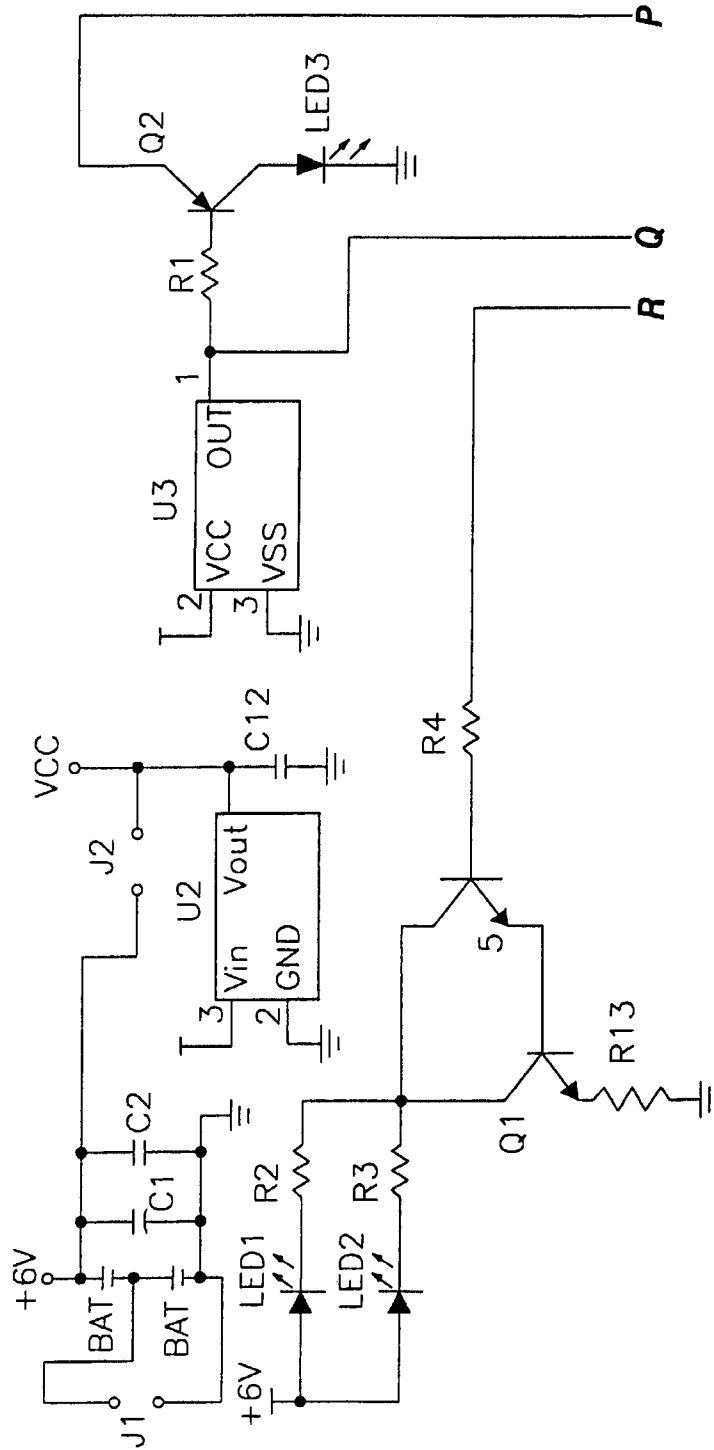 +6V
J1
BAT
BAT
C1
C2
J2
VCC
U2
3
Vin
Vout
2
GND
C12
U3
2
VCC
OUT
1
3
VSS
R1
Q2
LED3
+6V
LED1
R2
LED2
R3
Q1
5
R13
R4
P
Q
R